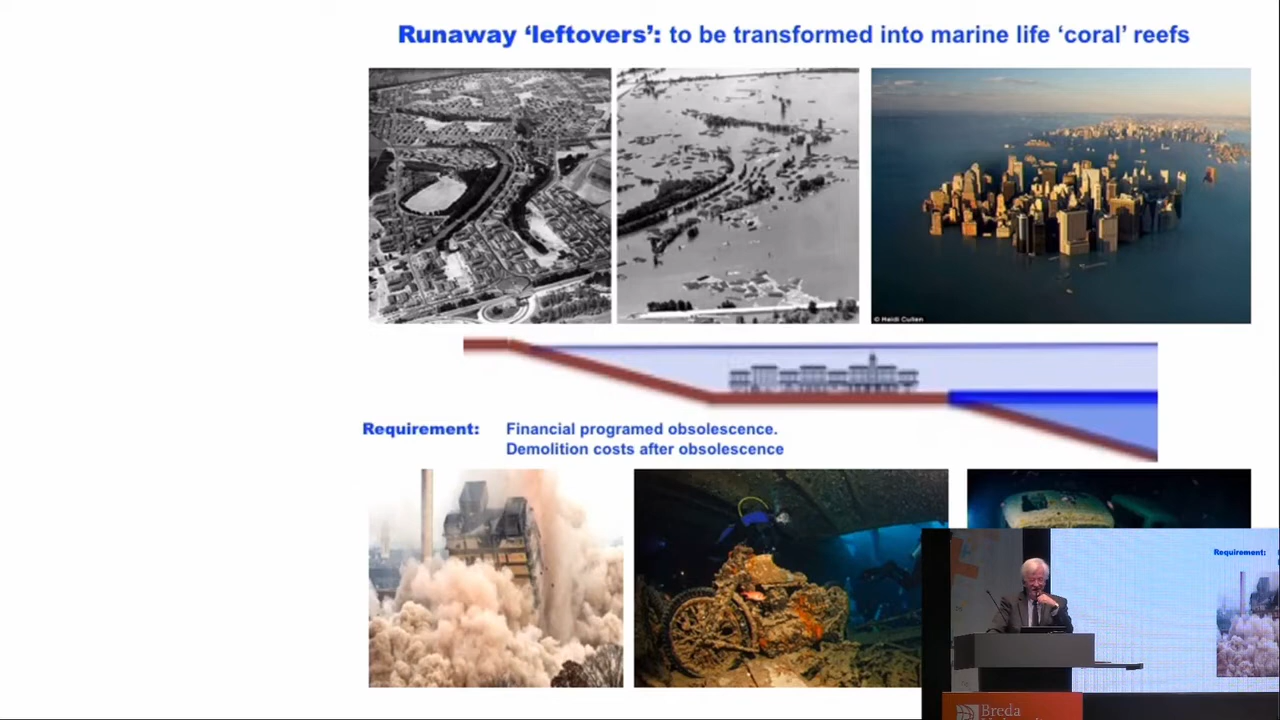 Runaway ‘leftovers’: to be transformed into marine life ‘coral’ reefs
© Heidi Cullen
Requirement: Financial programed obsolescence.
Demolition costs after obsolescence
Requirement:
Breda